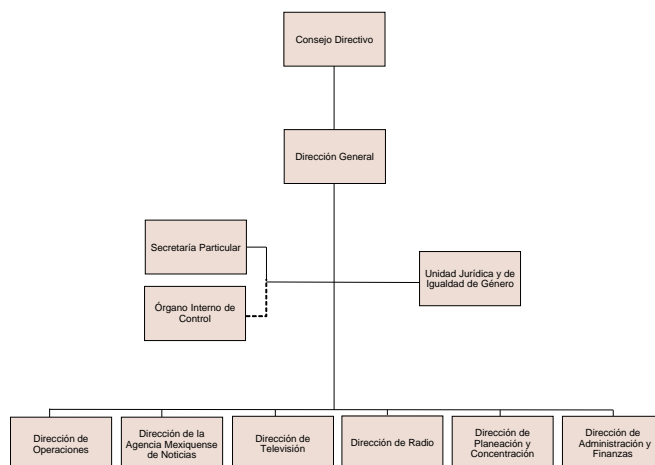 Consejo Directivo
Dirección General
Secretaría Particular
Unidad Jurídica y de
Igualdad de Género
Órgano Interno de
Control
Dirección de
Operaciones
Dirección de la
Agencia Mexiquense
de Noticias
Dirección de
Televisión
Dirección de Radio
Dirección de
Planeación y
Concentración
Dirección de
Administración y
Finanzas